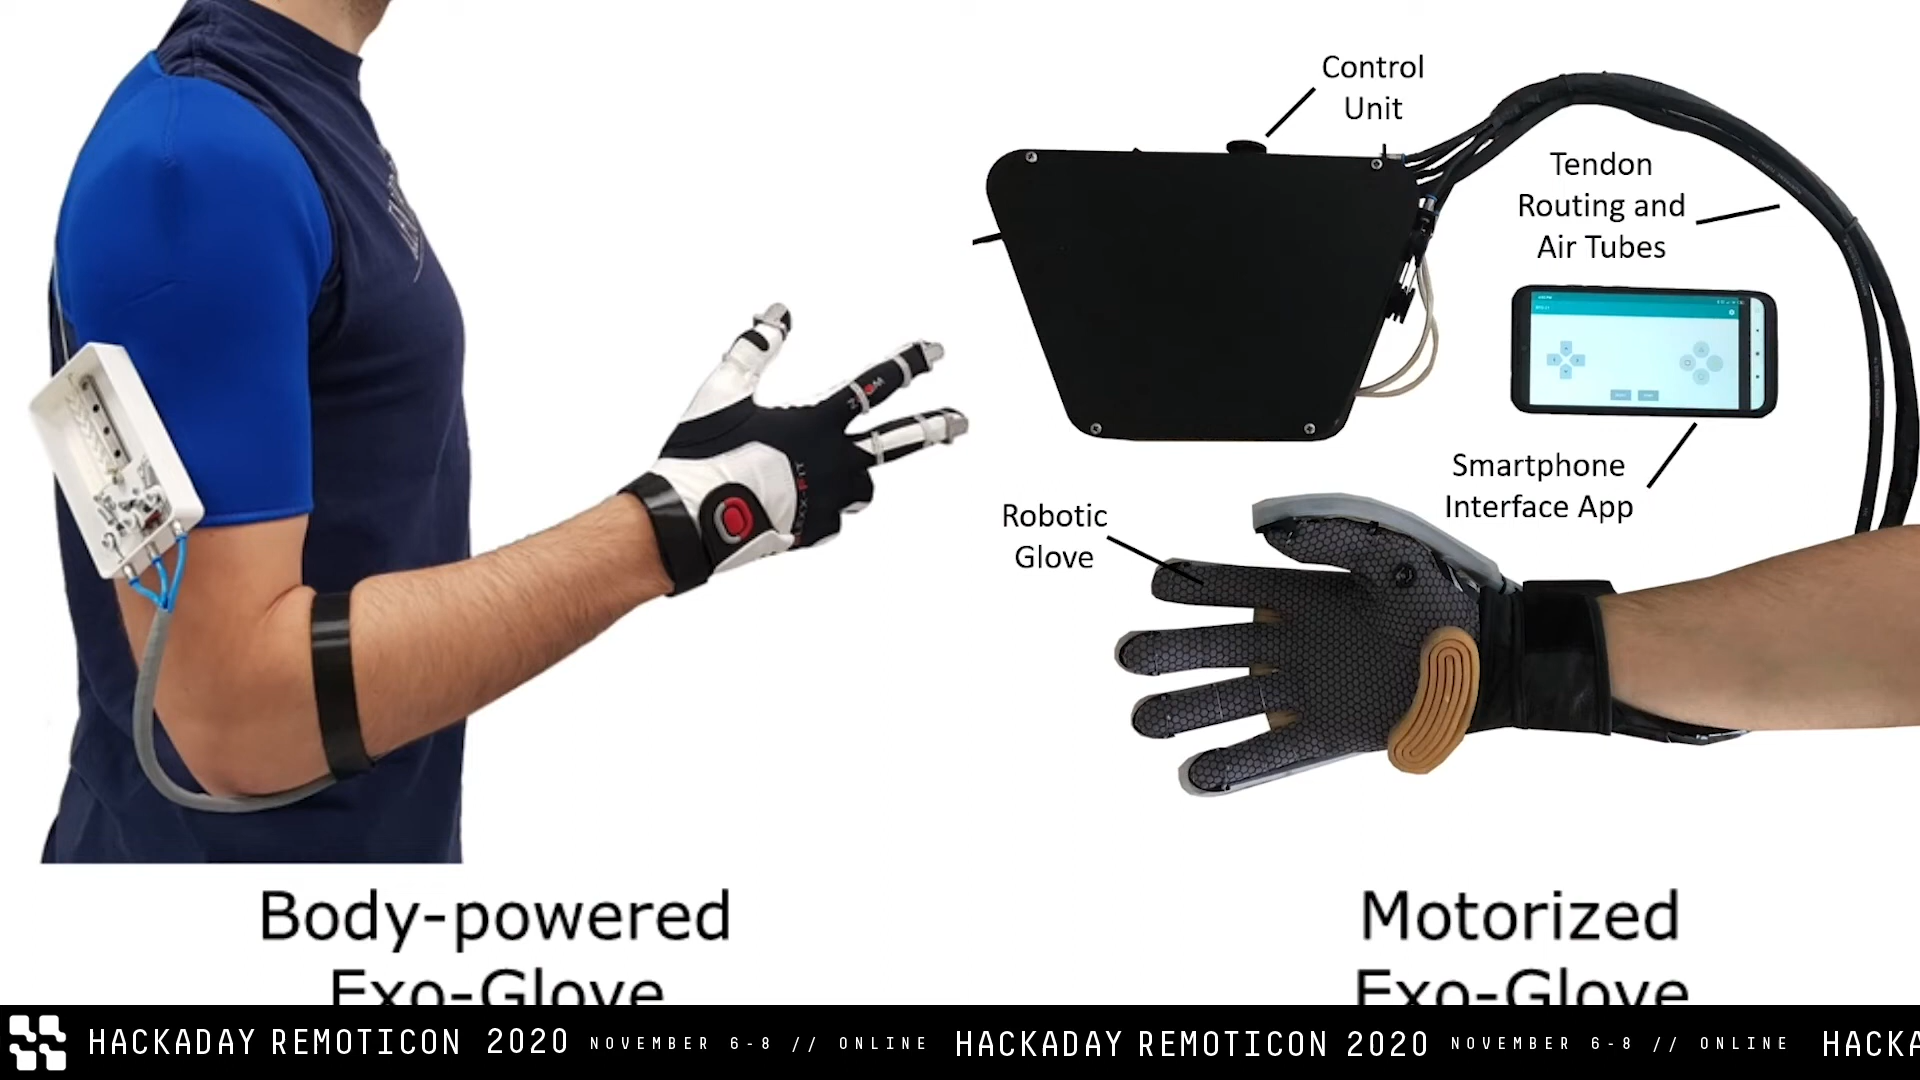 Control
Unit
Tendon
Routing and
Air Tubes
Smartphone
Interface App
Robotic
Glove
Body-powered
Exo-Glove
Motorized
Exo-Glove
HACKADAY REMOTICON 2020 NOVEMBER 6-8 // ONLINE HACKADAY REMOTICON 2020 NOVEMBER 6-8 // ONLINE HACKA